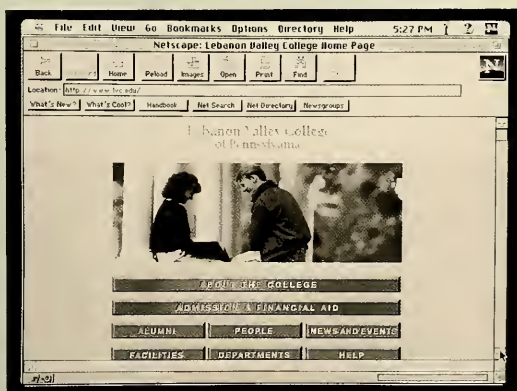 File Edit View Go Bookmarks Options Directory Help 5:27 PM
Netscape: Lebanon Valley College Home Page
Back Home Reload Images Open Print Find
Location: http://www.lvc.edu/
What's New? What's Cool? Handbook Net Search Net Directory Newsgroups
Lebanon Valley College
of Pennsylvania
ABOUT THE COLLEGE
ADMISSION & FINANCIAL AID
ALUMNI PEOPLE NEWS AND EVENTS
FACILITIES DEPARTMENTS HELP